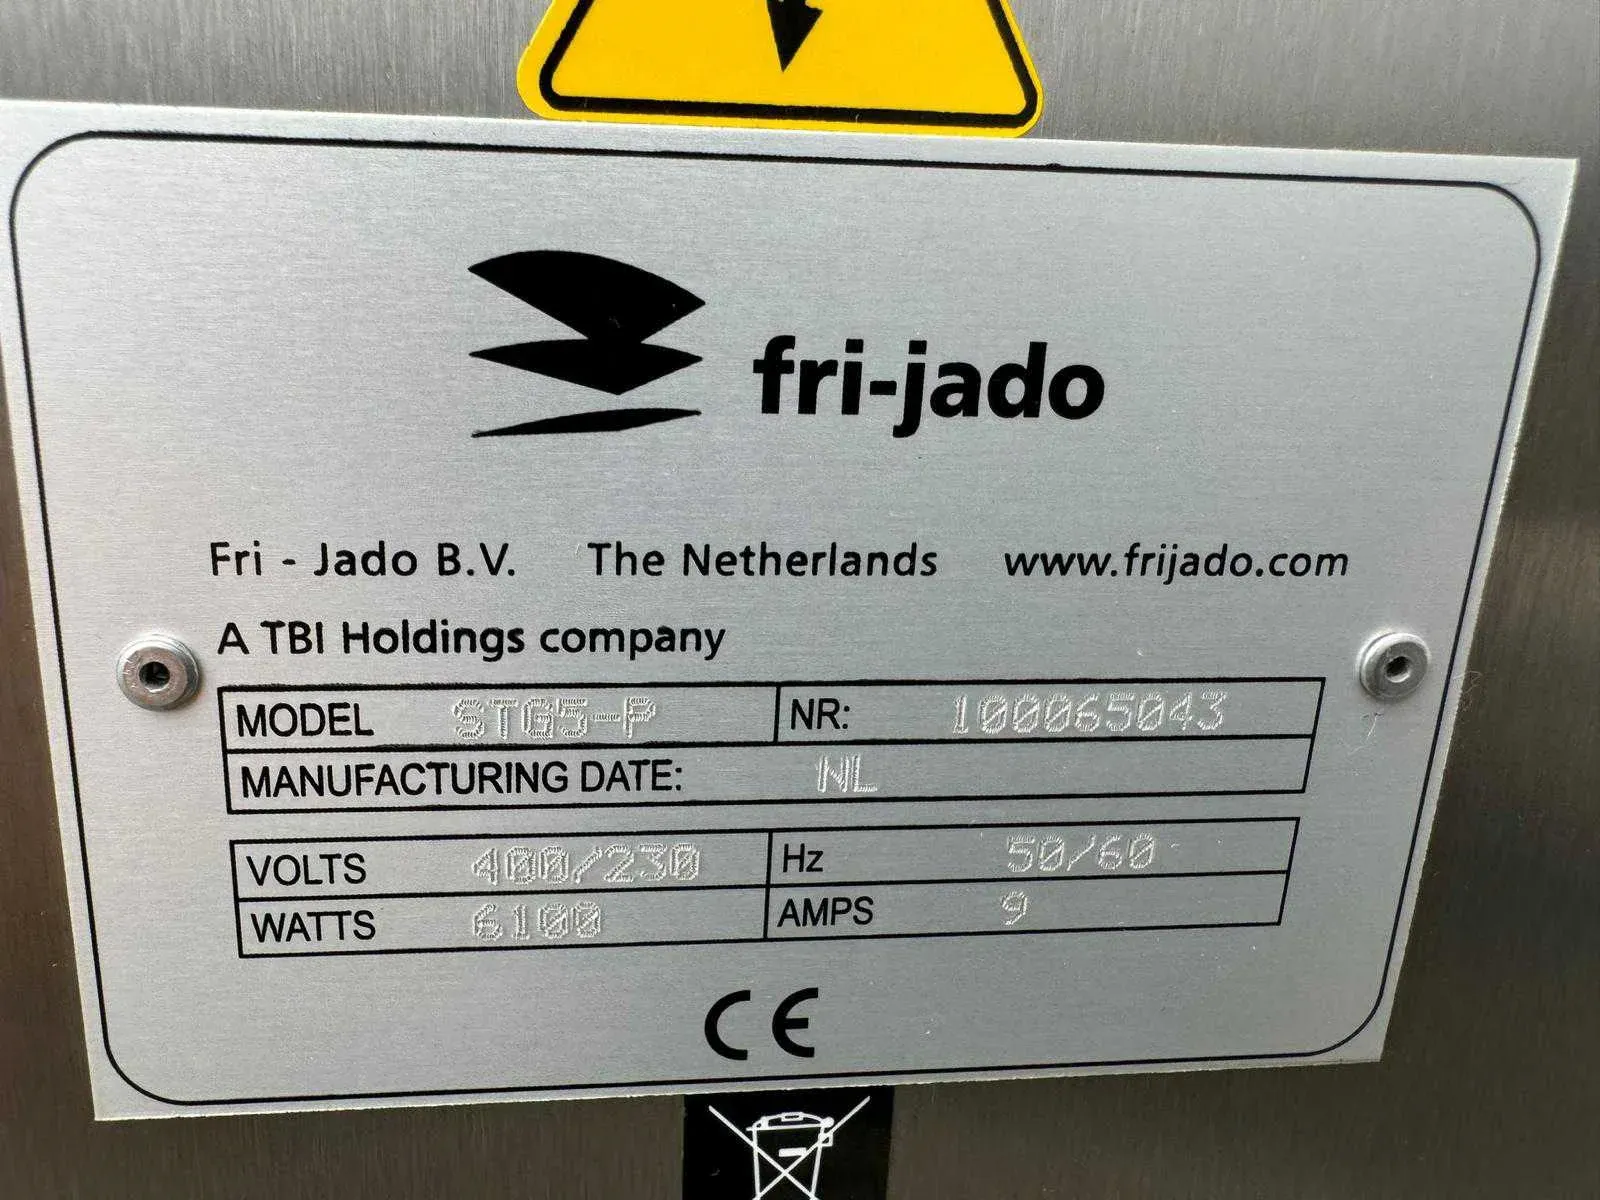 fri-jado
Fri - Jado B.V. The Netherlands www.frijado.com
A TBI Holdings company
MODEL STG5-P NR: 100065043
MANUFACTURING DATE: NL
VOLTS 400/230 Hz 50/60
WATTS 6100 AMPS 9
CE